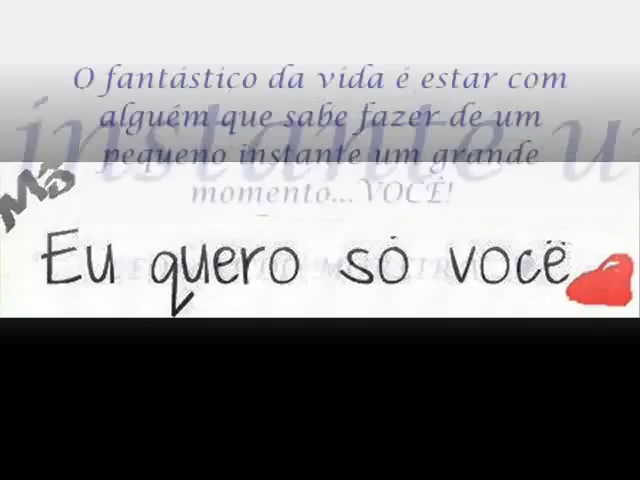 O fantástico da vida é estar com
alguém que sabe fazer de um
pequeno instante um grande
momento... VOCÊ!
instante u
Eu quero só você